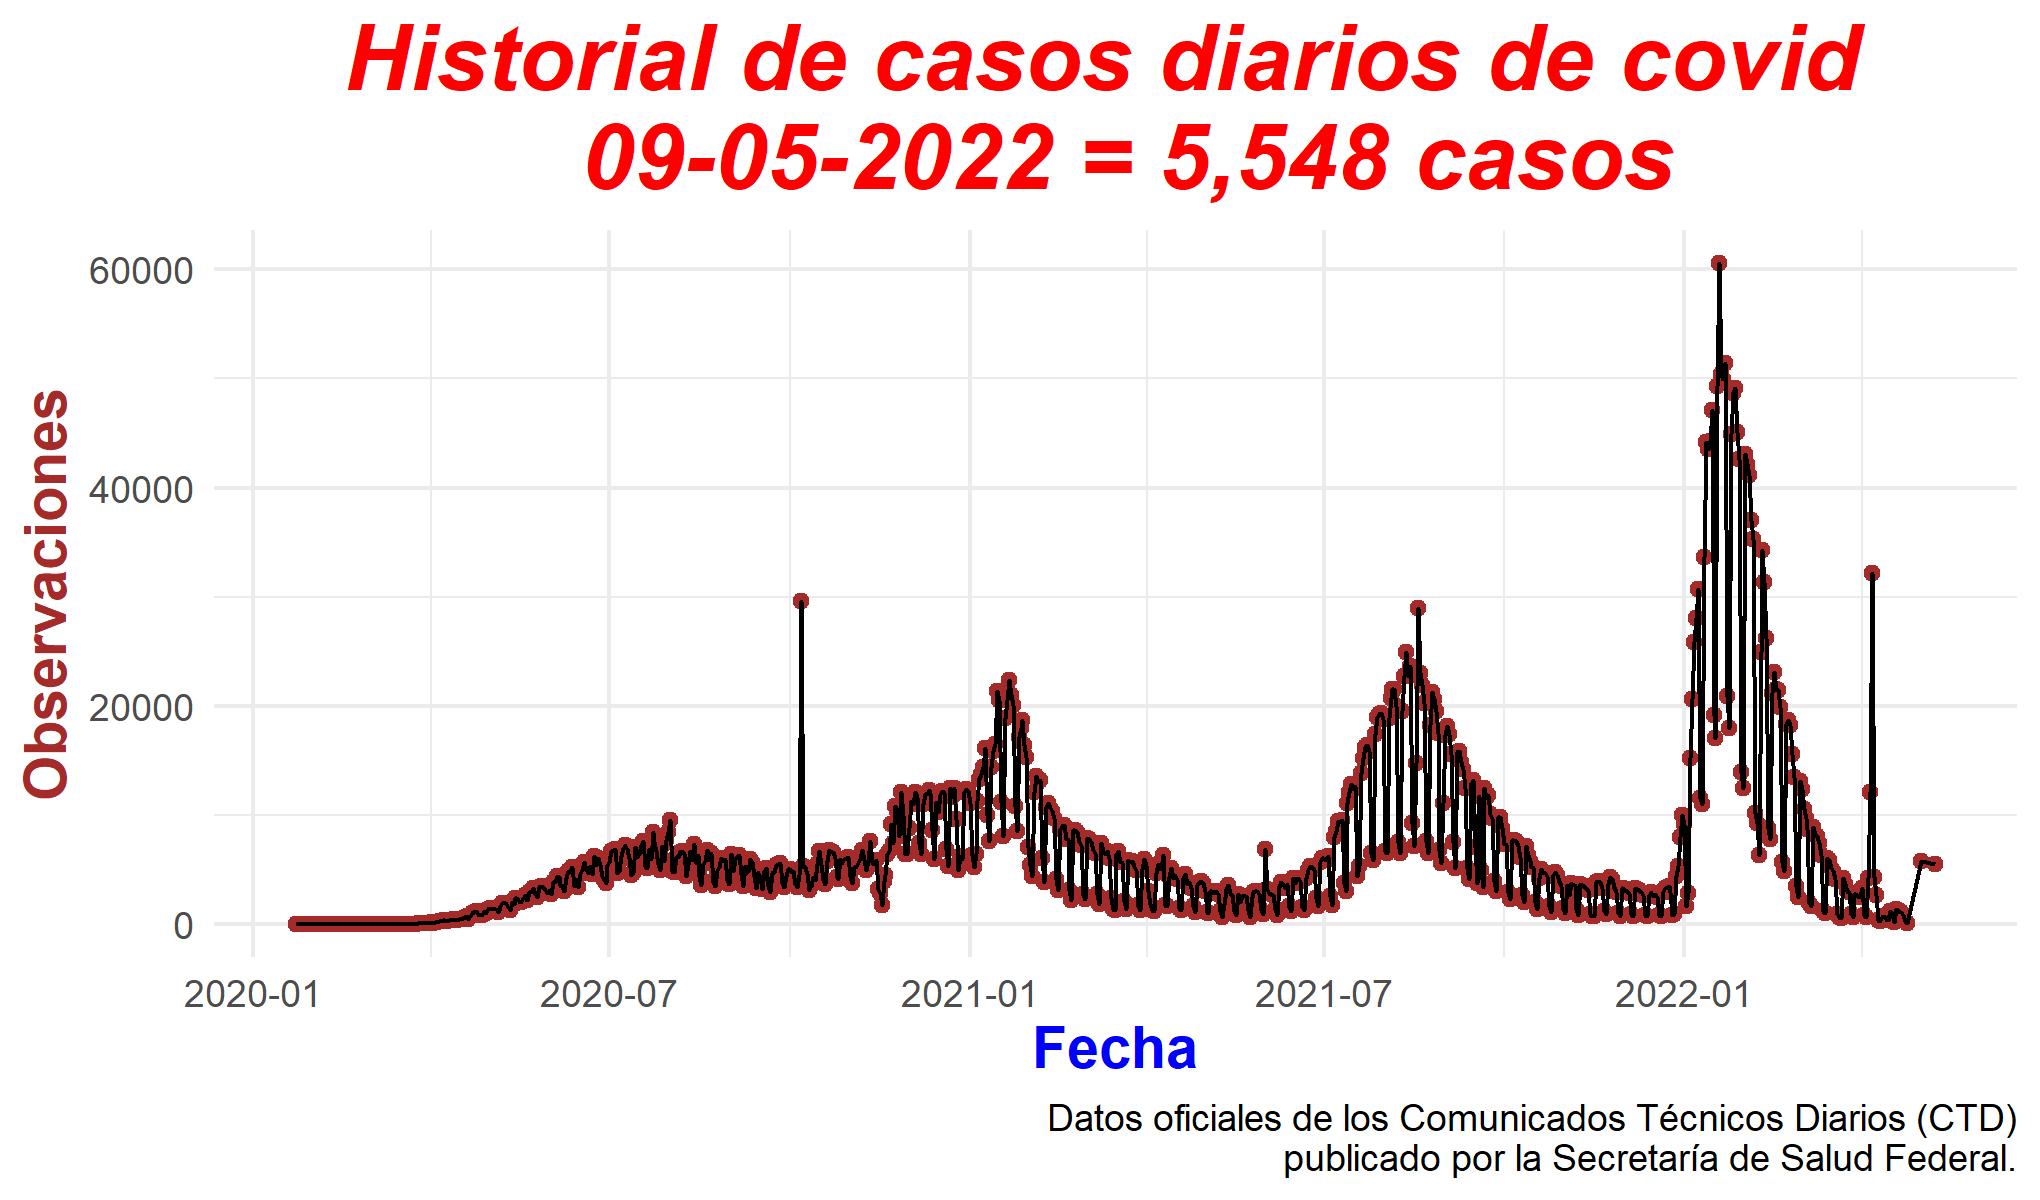 Historial de casos diarios de covid
09-05-2022 = 5,548 casos
Observaciones
60000
40000
20000
0
2020-01
2020-07
2021-01
2021-07
2022-01
Fecha
Datos oficiales de los Comunicados Técnicos Diarios (CTD)
publicado por la Secretaría de Salud Federal.